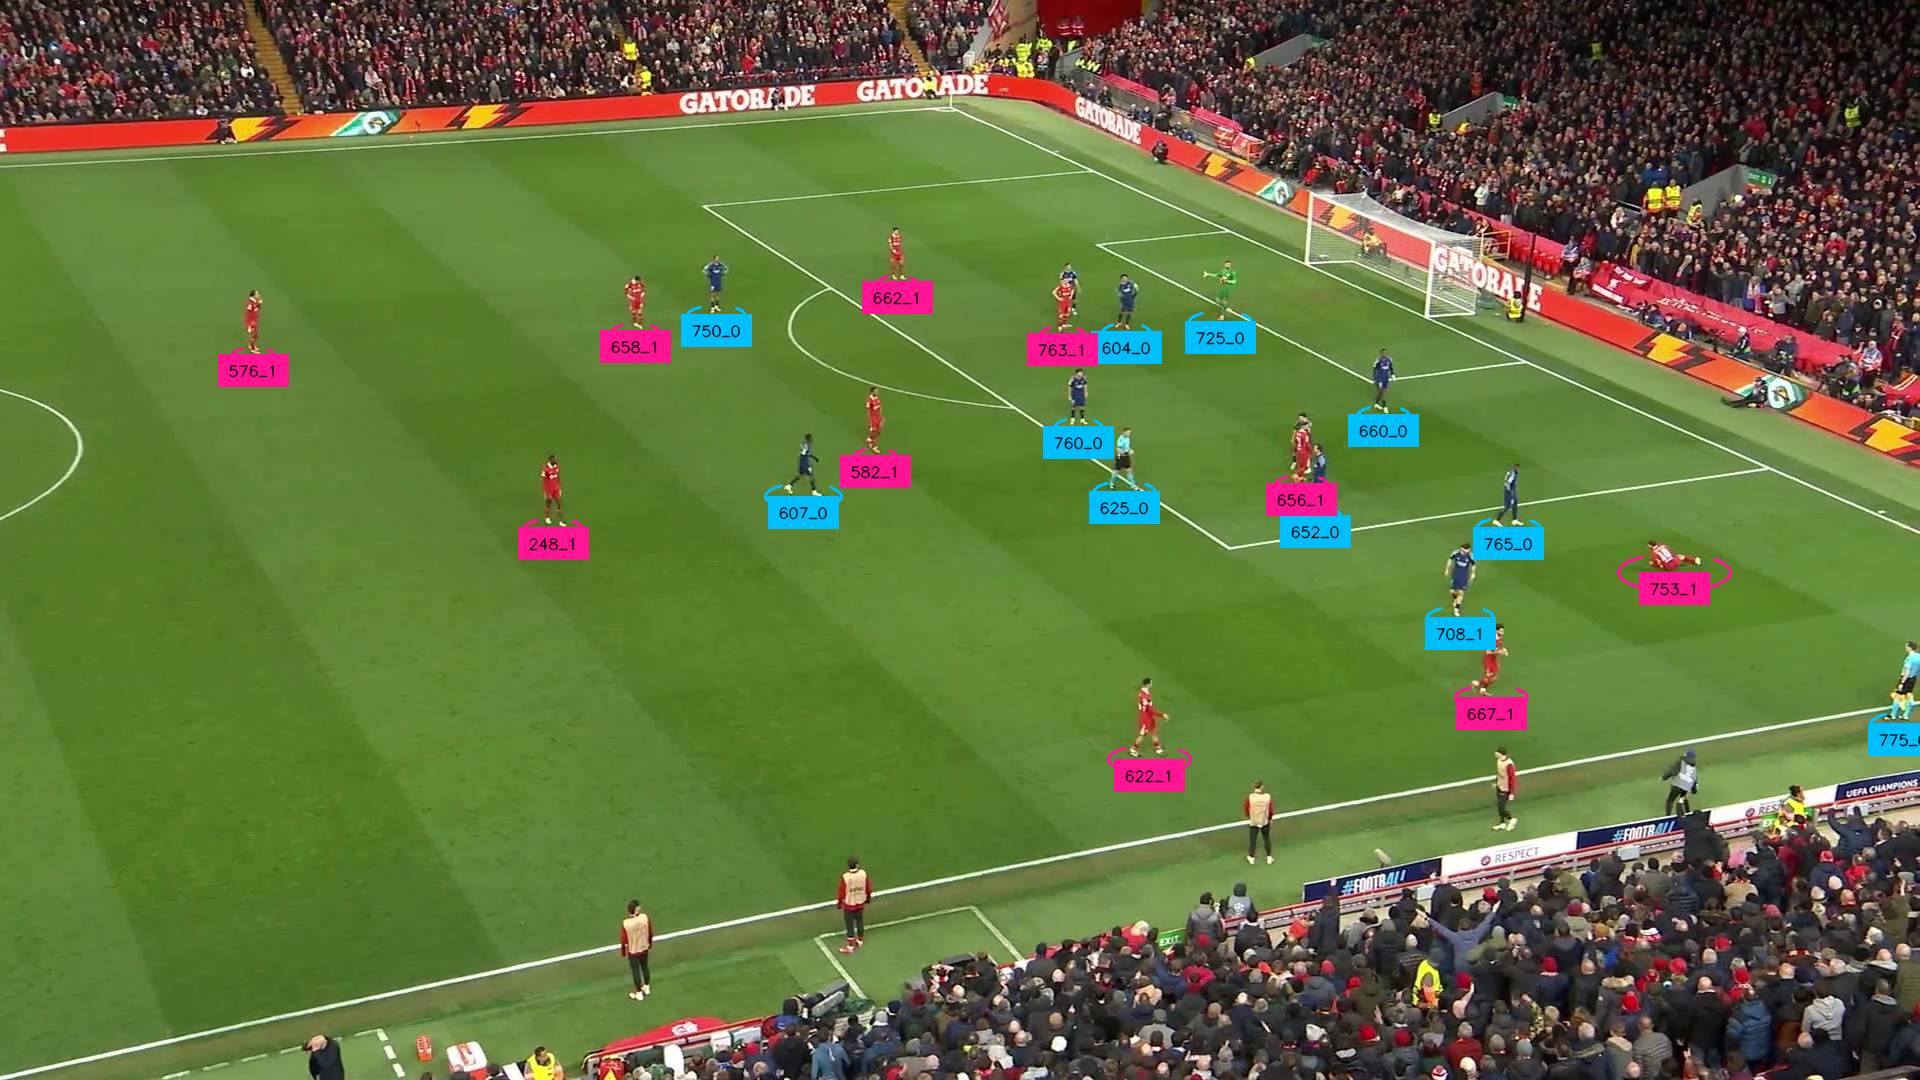 GATORADE
GATORADE
GATORADE
GATORADE
662_1
750_0
658_1
576_1
763_1
604_0
725_0
660_0
760_0
582_1
607_0
625_0
656_1
652_0
248_1
765_0
753_1
708_1
667_1
622_1
775_
UEFA CHAMPIONS
RESPECT
#FOOTBALL
RESPECT
#FOOTBALL
EXIT